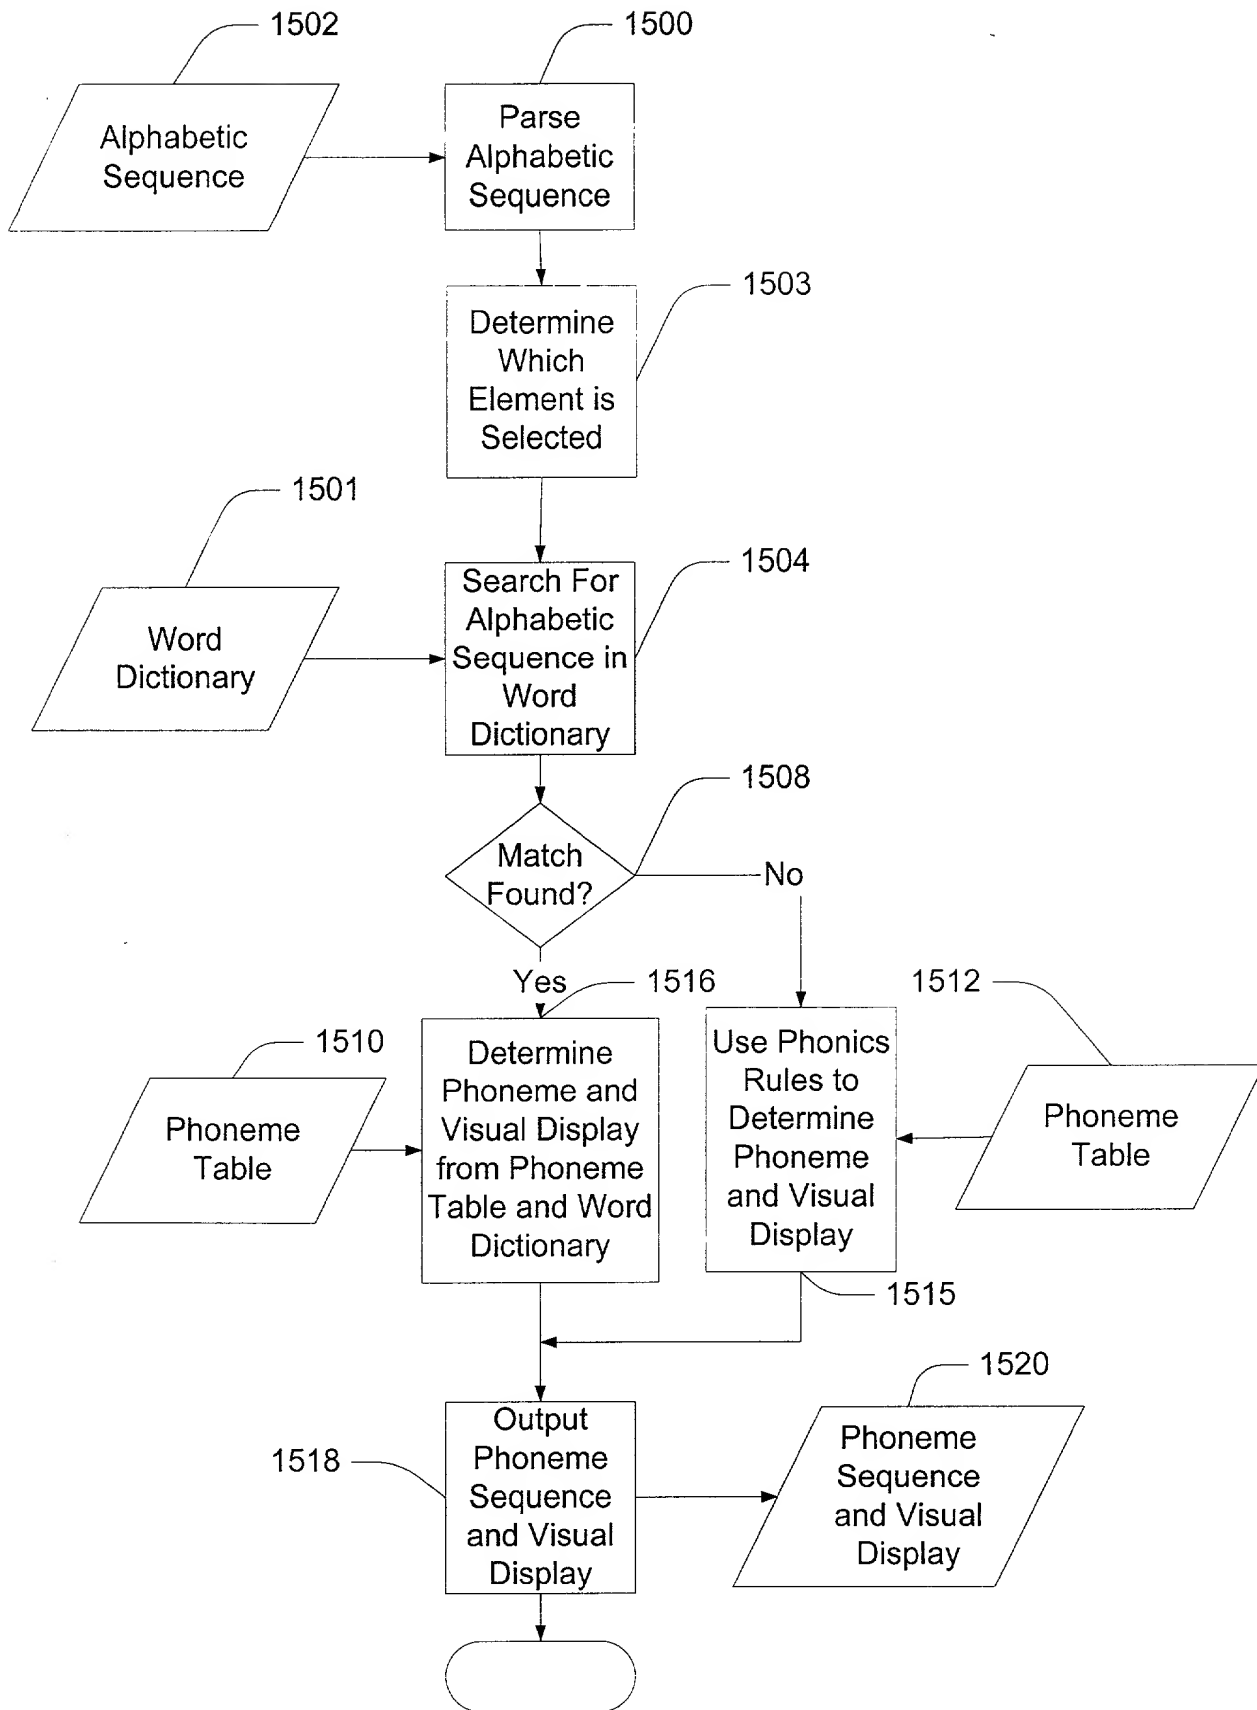 1502
1500
Alphabetic
Sequence
Parse
Alphabetic
Sequence
1503
Determine
Which
Element is
Selected
1501
1504
Word
Dictionary
Search For
Alphabetic
Sequence in
Word
Dictionary
1508
Match
Found?
No
Yes
1516
1512
1510
Phoneme
Table
Determine
Phoneme and
Visual Display
from Phoneme
Table and Word
Dictionary
Use Phonics
Rules to
Determine
Phoneme
and Visual
Display
Phoneme
Table
1515
1520
1518
Output
Phoneme
Sequence
and Visual
Display
Phoneme
Sequence
and Visual
Display